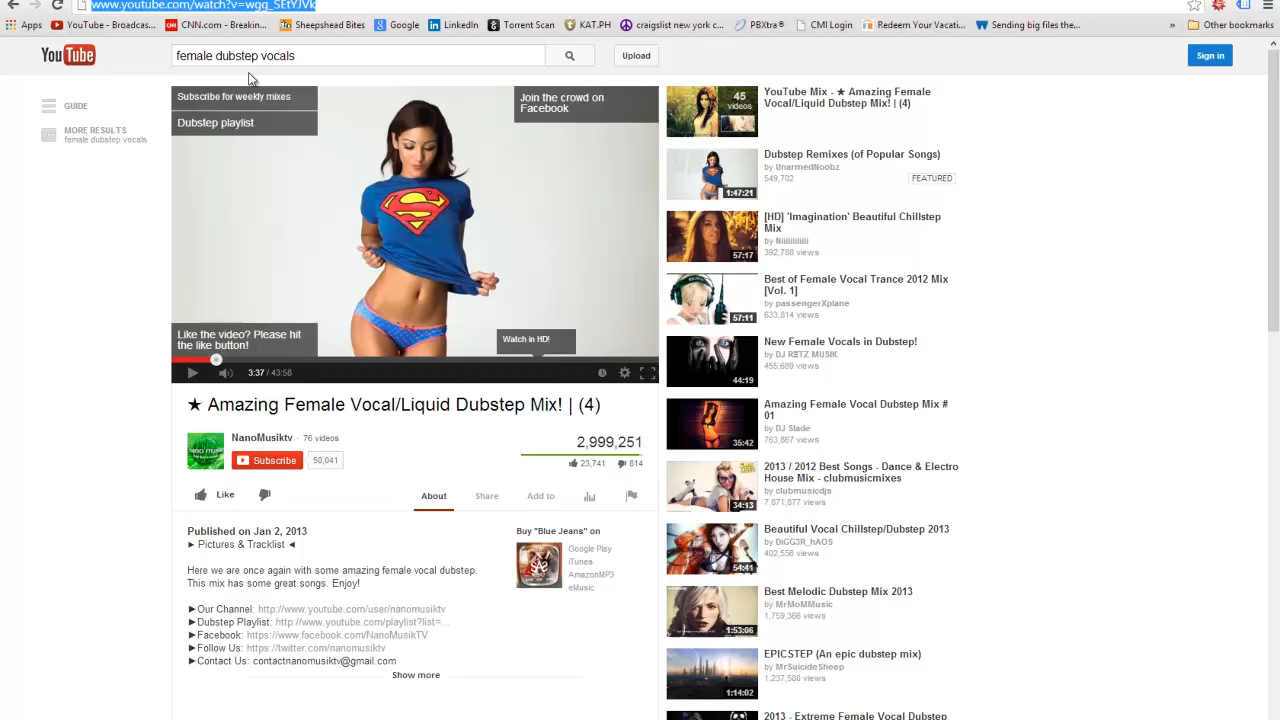 www.youtube.com/watch?v=wgg_SEtYJVk
Apps
Restaurant/Delivery
CNN.com - Breakin
Suburban Sheepdogs
Google
LinkedIn
Torrent Scan
KAT.PH
craigslist new york c
PBXtra®
CMI Login
Redeem Your Vacatio
Sending big files the
»
Other bookmarks
YouTube
female dubstep vocals
Upload
Sign in
GUIDE
MORE RESULTS
female dubstep vocals
Subscribe for weekly mixes
Dubstep playlist
Join the crowd on
Facebook
Like the video? Please hit
the like button!
Watch in HD!
3:37 / 43:58
★ Amazing Female Vocal/Liquid Dubstep Mix! | (4)
NanoMusiktv · 76 videos
Subscribe 50,041
2,999,251
23,741 814
Like
About
Share
Add to
Published on Jan 2, 2013
► Pictures & Tracklist ◄
Here we are once again with some amazing female vocal dubstep.
This mix has some great songs. Enjoy!
►Our Channel: http://www.youtube.com/user/nanomusiktv
►Dubstep Playlist: http://www.youtube.com/playlist?list=...
►Facebook: https://www.facebook.com/NanoMusikTV
►Follow Us: https://twitter.com/nanomusiktv
►Contact Us: contactnanomusiktv@gmail.com
Show more
Buy "Blue Jeans" on
Google Play
iTunes
AmazonMP3
eMusic
45
videos
YouTube Mix - ★ Amazing Female
Vocal/Liquid Dubstep Mix! | (4)
1:47:21
Dubstep Remixes (of Popular Songs)
by UnarmedNoobz
549,702
FEATURED
57:17
[HD] 'Imagination' Beautiful Chillstep
Mix
392,788 views
57:11
Best of Female Vocal Trance 2012 Mix
[Vol. 1]
by passengerXplane
633,814 views
44:19
New Female Vocals in Dubstep!
by DJ RETZ MUSIK
455,689 views
35:42
Amazing Female Vocal Dubstep Mix #
01
by DJ Slade
763,867 views
34:13
2013 / 2012 Best Songs - Dance & Electro
House Mix - clubmusicmixes
by clubmusicdjs
7,871,877 views
54:41
Beautiful Vocal Chillstep/Dubstep 2013
by DiGG3R_hAOS
402,556 views
1:53:06
Best Melodic Dubstep Mix 2013
by MrMoMMusic
1,759,366 views
1:14:02
EPICSTEP (An epic dubstep mix)
by MrSuicideSheep
1,237,580 views
2013 - Extreme Female Vocal Dubstep